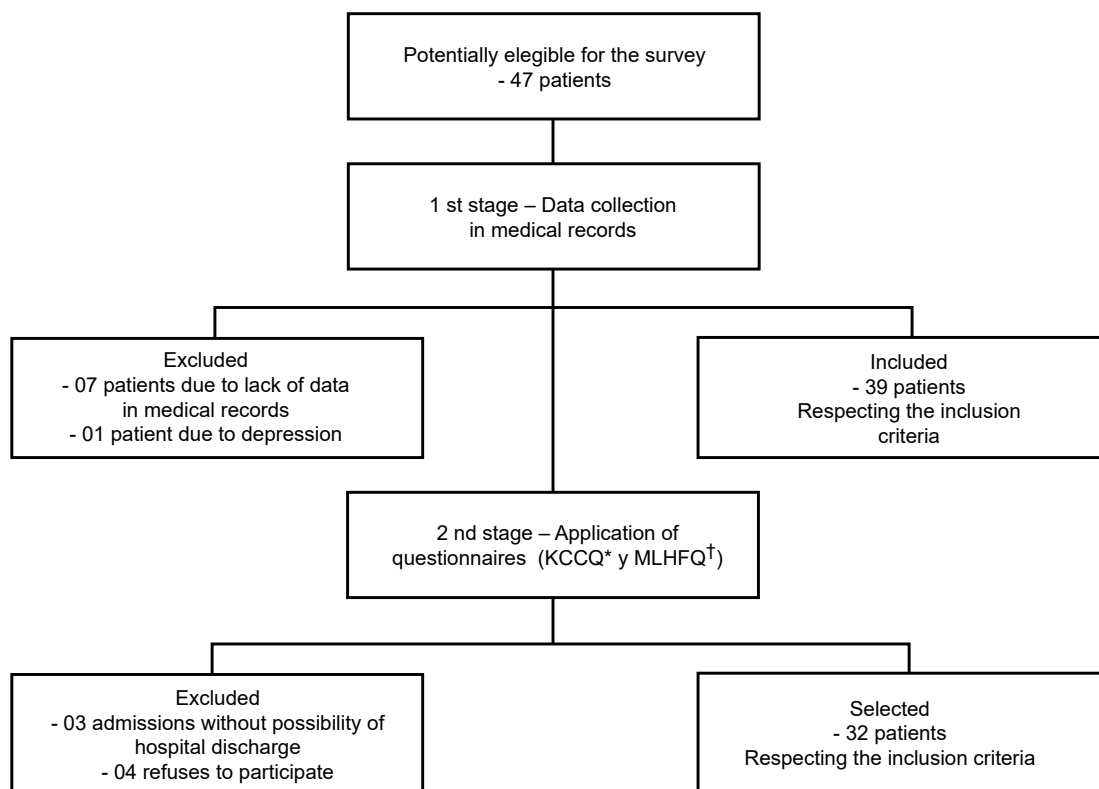 Potentially elegible for the survey
- 47 patients
1 st stage – Data collection
in medical records
Excluded
- 07 patients due to lack of data
in medical records
- 01 patient due to depression
Included
- 39 patients
Respecting the inclusion
criteria
2 nd stage – Application of
questionnaires (KCCQ* y MLHFQ†)
Excluded
- 03 admissions without possibility of
hospital discharge
- 04 refuses to participate
Selected
- 32 patients
Respecting the inclusion criteria